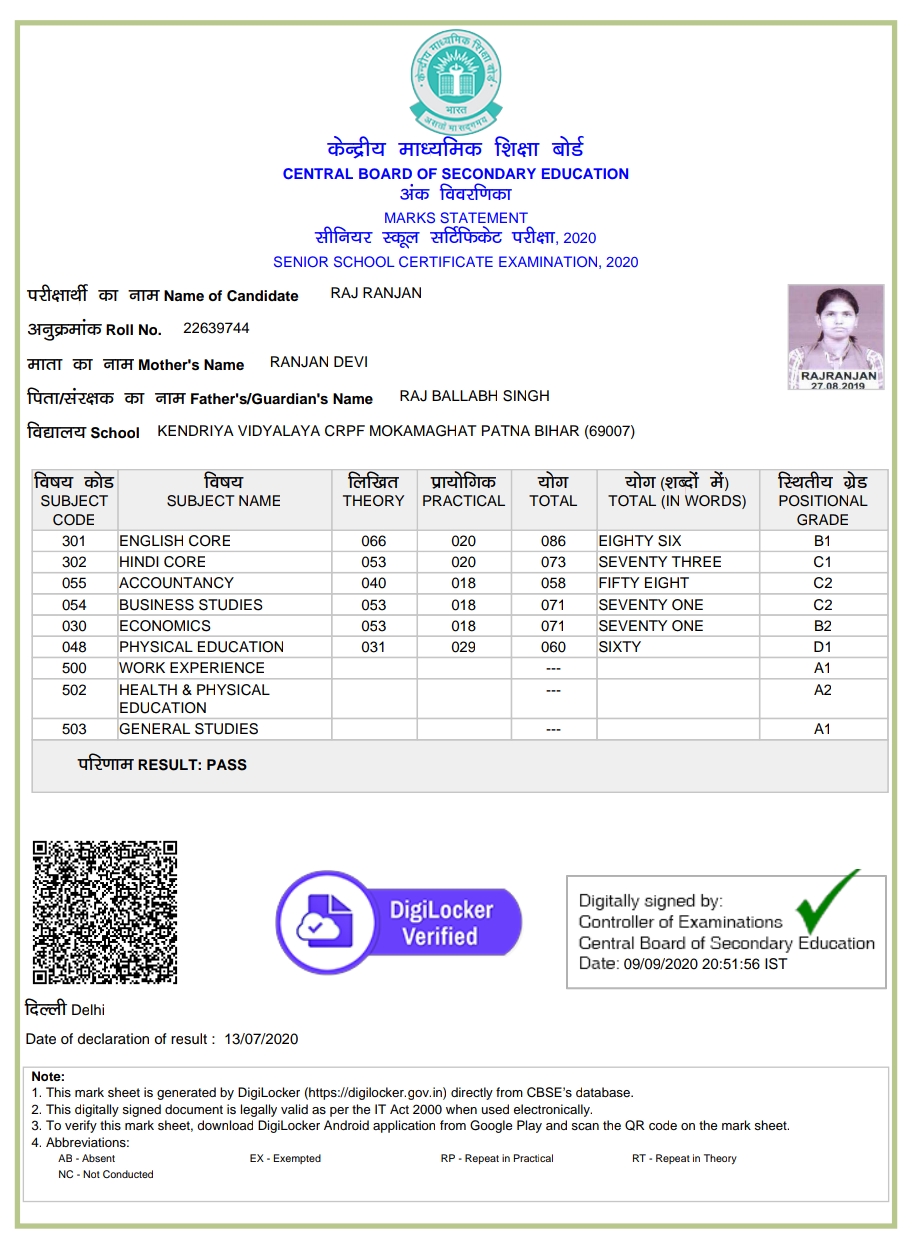 केन्द्रीय माध्यमिक शिक्षा बोर्ड
भारत
असतो मा सद्गमय
केन्द्रीय माध्यमिक शिक्षा बोर्ड
CENTRAL BOARD OF SECONDARY EDUCATION
अंक विवरणिका
MARKS STATEMENT
सीनियर स्कूल सर्टिफिकेट परीक्षा, 2020
SENIOR SCHOOL CERTIFICATE EXAMINATION, 2020
परीक्षार्थी का नाम Name of Candidate RAJ RANJAN
अनुक्रमांक Roll No. 22639744
माता का नाम Mother's Name RANJAN DEVI
पिता/संरक्षक का नाम Father's/Guardian's Name RAJ BALLABH SINGH
विद्यालय School KENDRIYA VIDYALAYA CRPF MOKAMAGHAT PATNA BIHAR (69007)
RAJRANJAN
27.08.2019
विषय कोड विषय लिखित प्रायोगिक योग योग (शब्दों में) स्थितीय ग्रेड
SUBJECT CODE SUBJECT NAME THEORY PRACTICAL TOTAL TOTAL (IN WORDS) POSITIONAL GRADE
301 ENGLISH CORE 066 020 086 EIGHTY SIX B1
302 HINDI CORE 053 020 073 SEVENTY THREE C1
055 ACCOUNTANCY 040 018 058 FIFTY EIGHT C2
054 BUSINESS STUDIES 053 018 071 SEVENTY ONE C2
030 ECONOMICS 053 018 071 SEVENTY ONE B2
048 PHYSICAL EDUCATION 031 029 060 SIXTY D1
500 WORK EXPERIENCE --- A1
502 HEALTH & PHYSICAL EDUCATION --- A2
503 GENERAL STUDIES --- A1
परिणाम RESULT: PASS
DigiLocker
Verified
Digitally signed by:
Controller of Examinations
Central Board of Secondary Education
Date: 09/09/2020 20:51:56 IST
दिल्ली Delhi
Date of declaration of result : 13/07/2020
Note:
1. This mark sheet is generated by DigiLocker (https://digilocker.gov.in) directly from CBSE's database.
2. This digitally signed document is legally valid as per the IT Act 2000 when used electronically.
3. To verify this mark sheet, download DigiLocker Android application from Google Play and scan the QR code on the mark sheet.
4. Abbreviations:
AB - Absent EX - Exempted RP - Repeat in Practical RT - Repeat in Theory
NC - Not Conducted